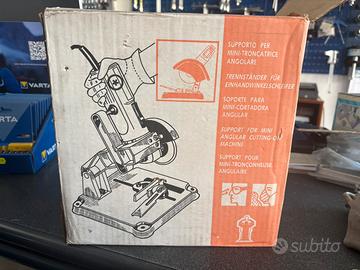 SUPPORTO PER
MINI-TRONCATRICE
ANGOLARE
TRENNSTÄNDER FÜR
EINHANDWINKELSCHLEIFER
SOPORTE PARA
MINI-CORTADORA
ANGULAR
SUPPORT FOR MINI
ANGULAR CUTTING-OFF
MACHINE
SUPPORT POUR
MINI-TRONCONNEUSE
ANGULAIRE
VARTA
VARTA
subito